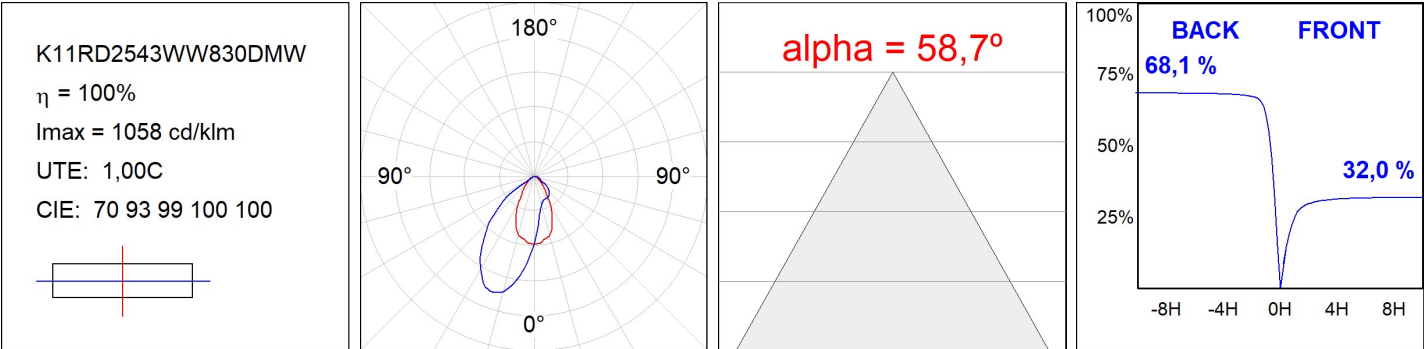 K11RD2543WW830DMW
η = 100%
Imax = 1058 cd/klm
UTE: 1,00C
CIE: 70 93 99 100 100
180°
90°
90°
0°
alpha = 58,7º
100%
BACK
FRONT
68,1 %
75%
50%
32,0 %
25%
-8H
-4H
0H
4H
8H